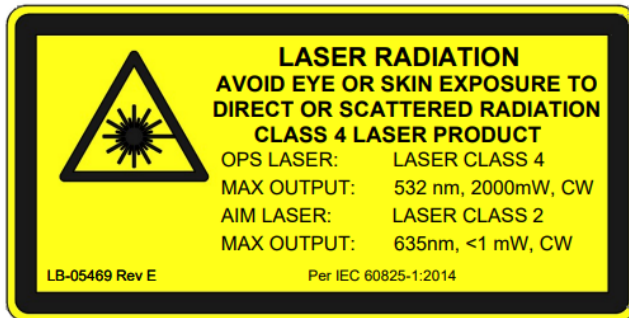 LASER RADIATION
AVOID EYE OR SKIN EXPOSURE TO
DIRECT OR SCATTERED RADIATION
CLASS 4 LASER PRODUCT
OPS LASER: LASER CLASS 4
MAX OUTPUT: 532 nm, 2000mW, CW
AIM LASER: LASER CLASS 2
MAX OUTPUT: 635nm, <1 mW, CW
LB-05469 Rev E Per IEC 60825-1:2014